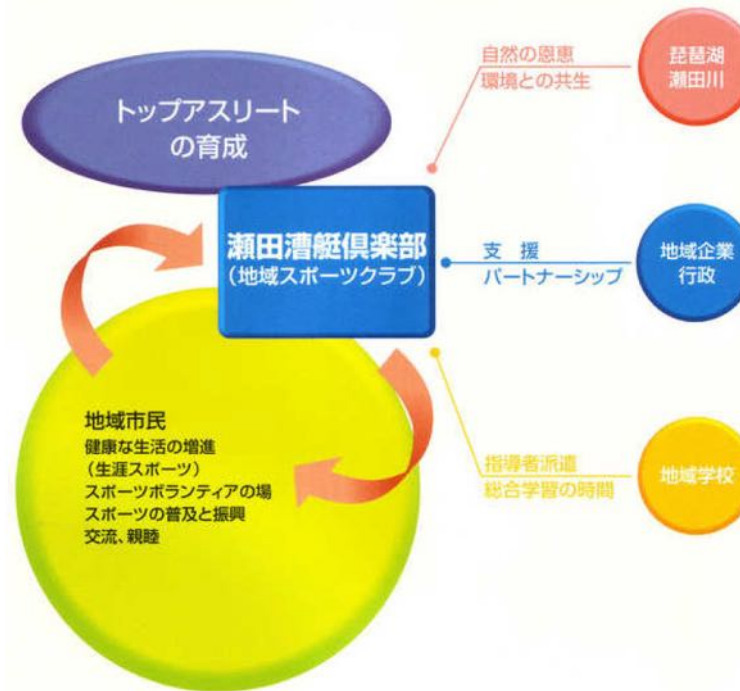 トップアスリート
の育成
瀬田漕艇倶楽部
(地域スポーツクラブ)
地域市民
健康な生活の増進
(生涯スポーツ)
スポーツボランティアの場
スポーツの普及と振興
交流、親睦
自然の恩恵
環境との共生
琵琶湖
瀬田川
支 援
パートナーシップ
地域企業
行政
指導者派遣
総合学習の時間
地域学校